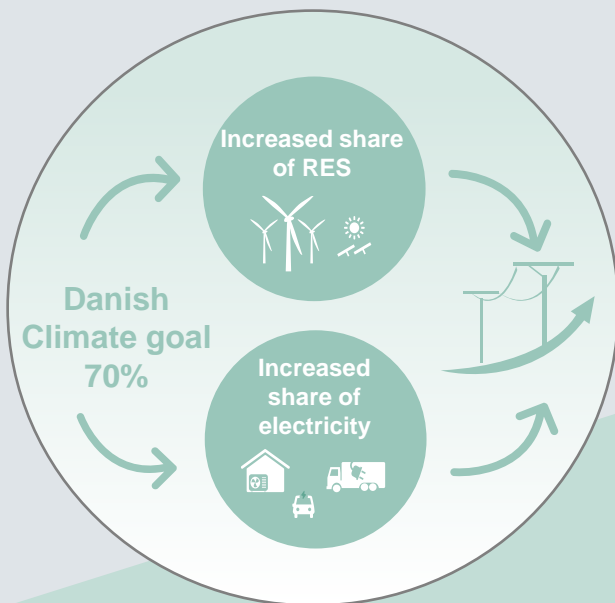 Increased share
of RES
Danish
Climate goal
70%
Increased
share of
electricity